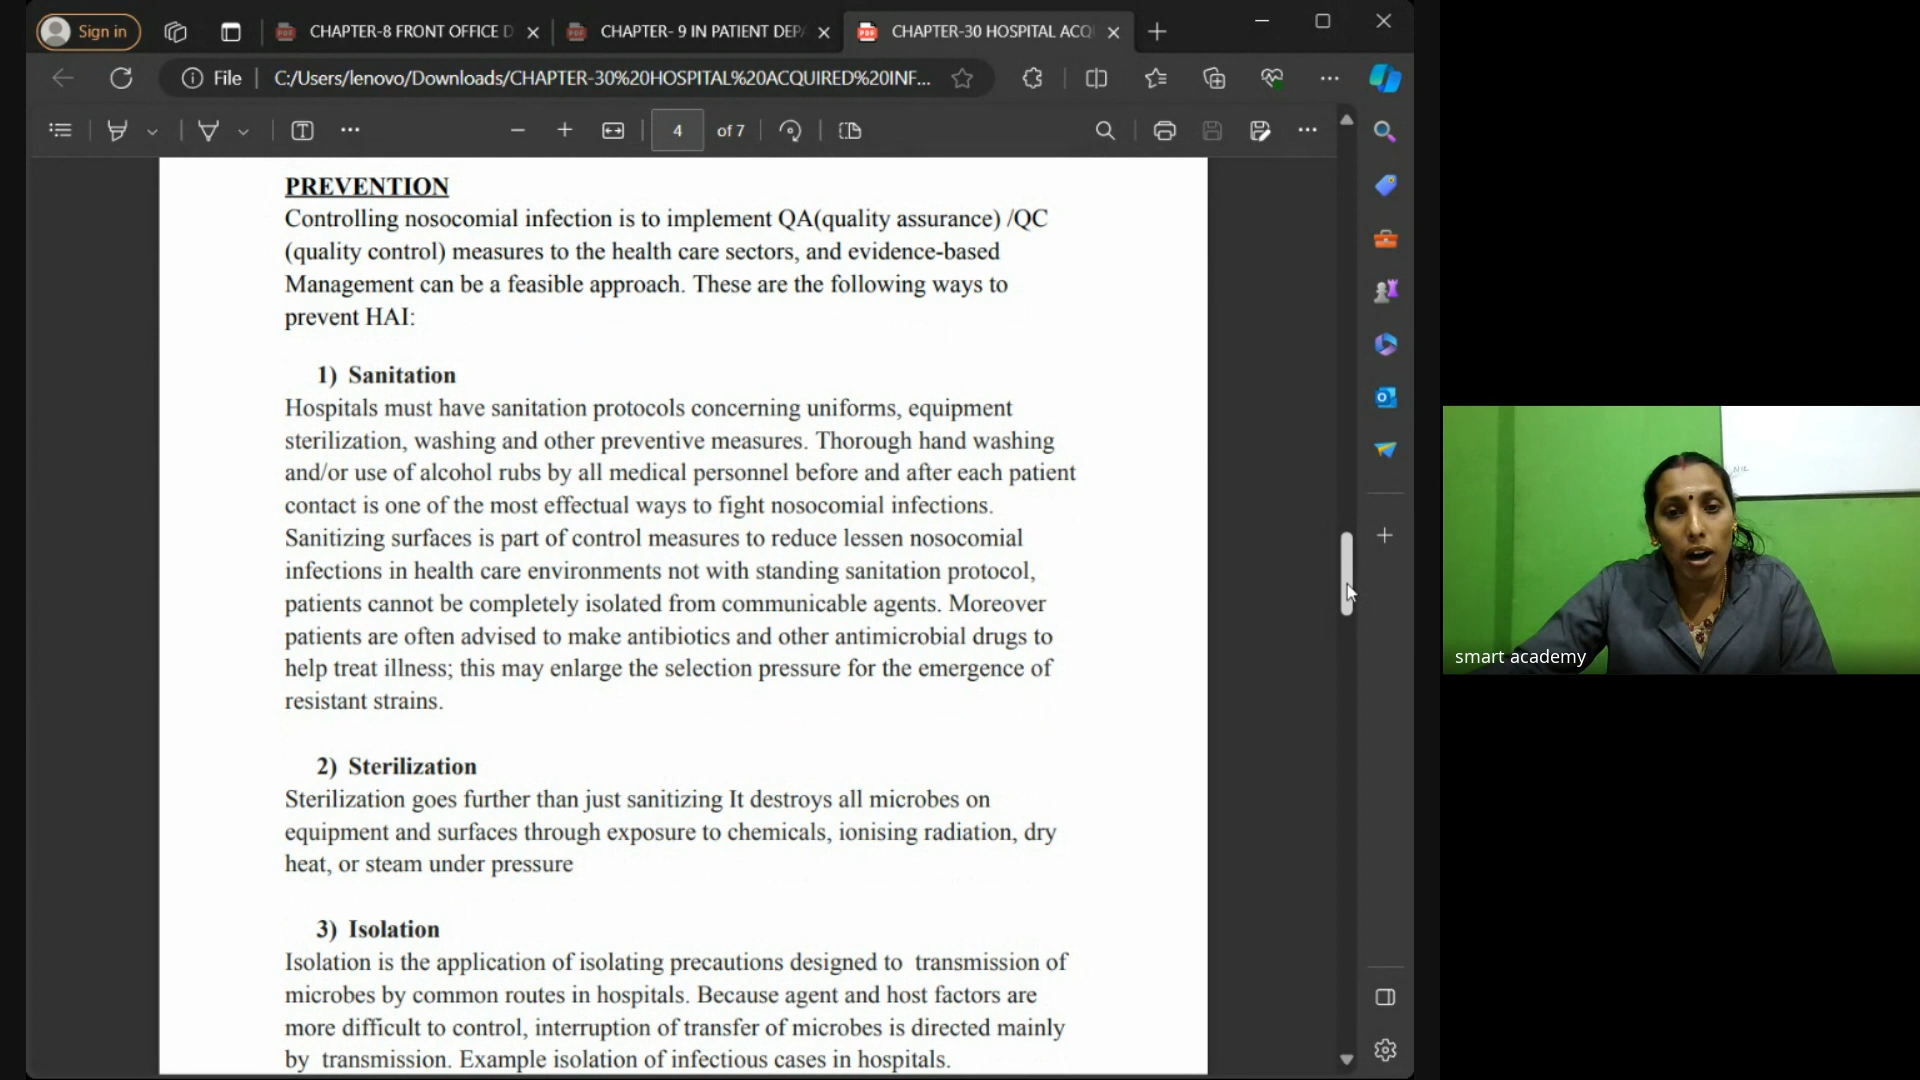 Sign in
CHAPTER-8 FRONT OFFICE D
CHAPTER- 9 IN PATIENT DEPA
CHAPTER-30 HOSPITAL ACQ
File
C:/Users/lenovo/Downloads/CHAPTER-30%20HOSPITAL%20ACQUIRED%20INF...
4 of 7
PREVENTION
Controlling nosocomial infection is to implement QA(quality assurance) /QC
(quality control) measures to the health care sectors, and evidence-based
Management can be a feasible approach. These are the following ways to
prevent HAI:
1) Sanitation
Hospitals must have sanitation protocols concerning uniforms, equipment
sterilization, washing and other preventive measures. Thorough hand washing
and/or use of alcohol rubs by all medical personnel before and after each patient
contact is one of the most effectual ways to fight nosocomial infections.
Sanitizing surfaces is part of control measures to reduce lessen nosocomial
infections in health care environments not with standing sanitation protocol,
patients cannot be completely isolated from communicable agents. Moreover
patients are often advised to make antibiotics and other antimicrobial drugs to
help treat illness; this may enlarge the selection pressure for the emergence of
resistant strains.
2) Sterilization
Sterilization goes further than just sanitizing It destroys all microbes on
equipment and surfaces through exposure to chemicals, ionising radiation, dry
heat, or steam under pressure
3) Isolation
Isolation is the application of isolating precautions designed to transmission of
microbes by common routes in hospitals. Because agent and host factors are
more difficult to control, interruption of transfer of microbes is directed mainly
by transmission. Example isolation of infectious cases in hospitals.
smart academy